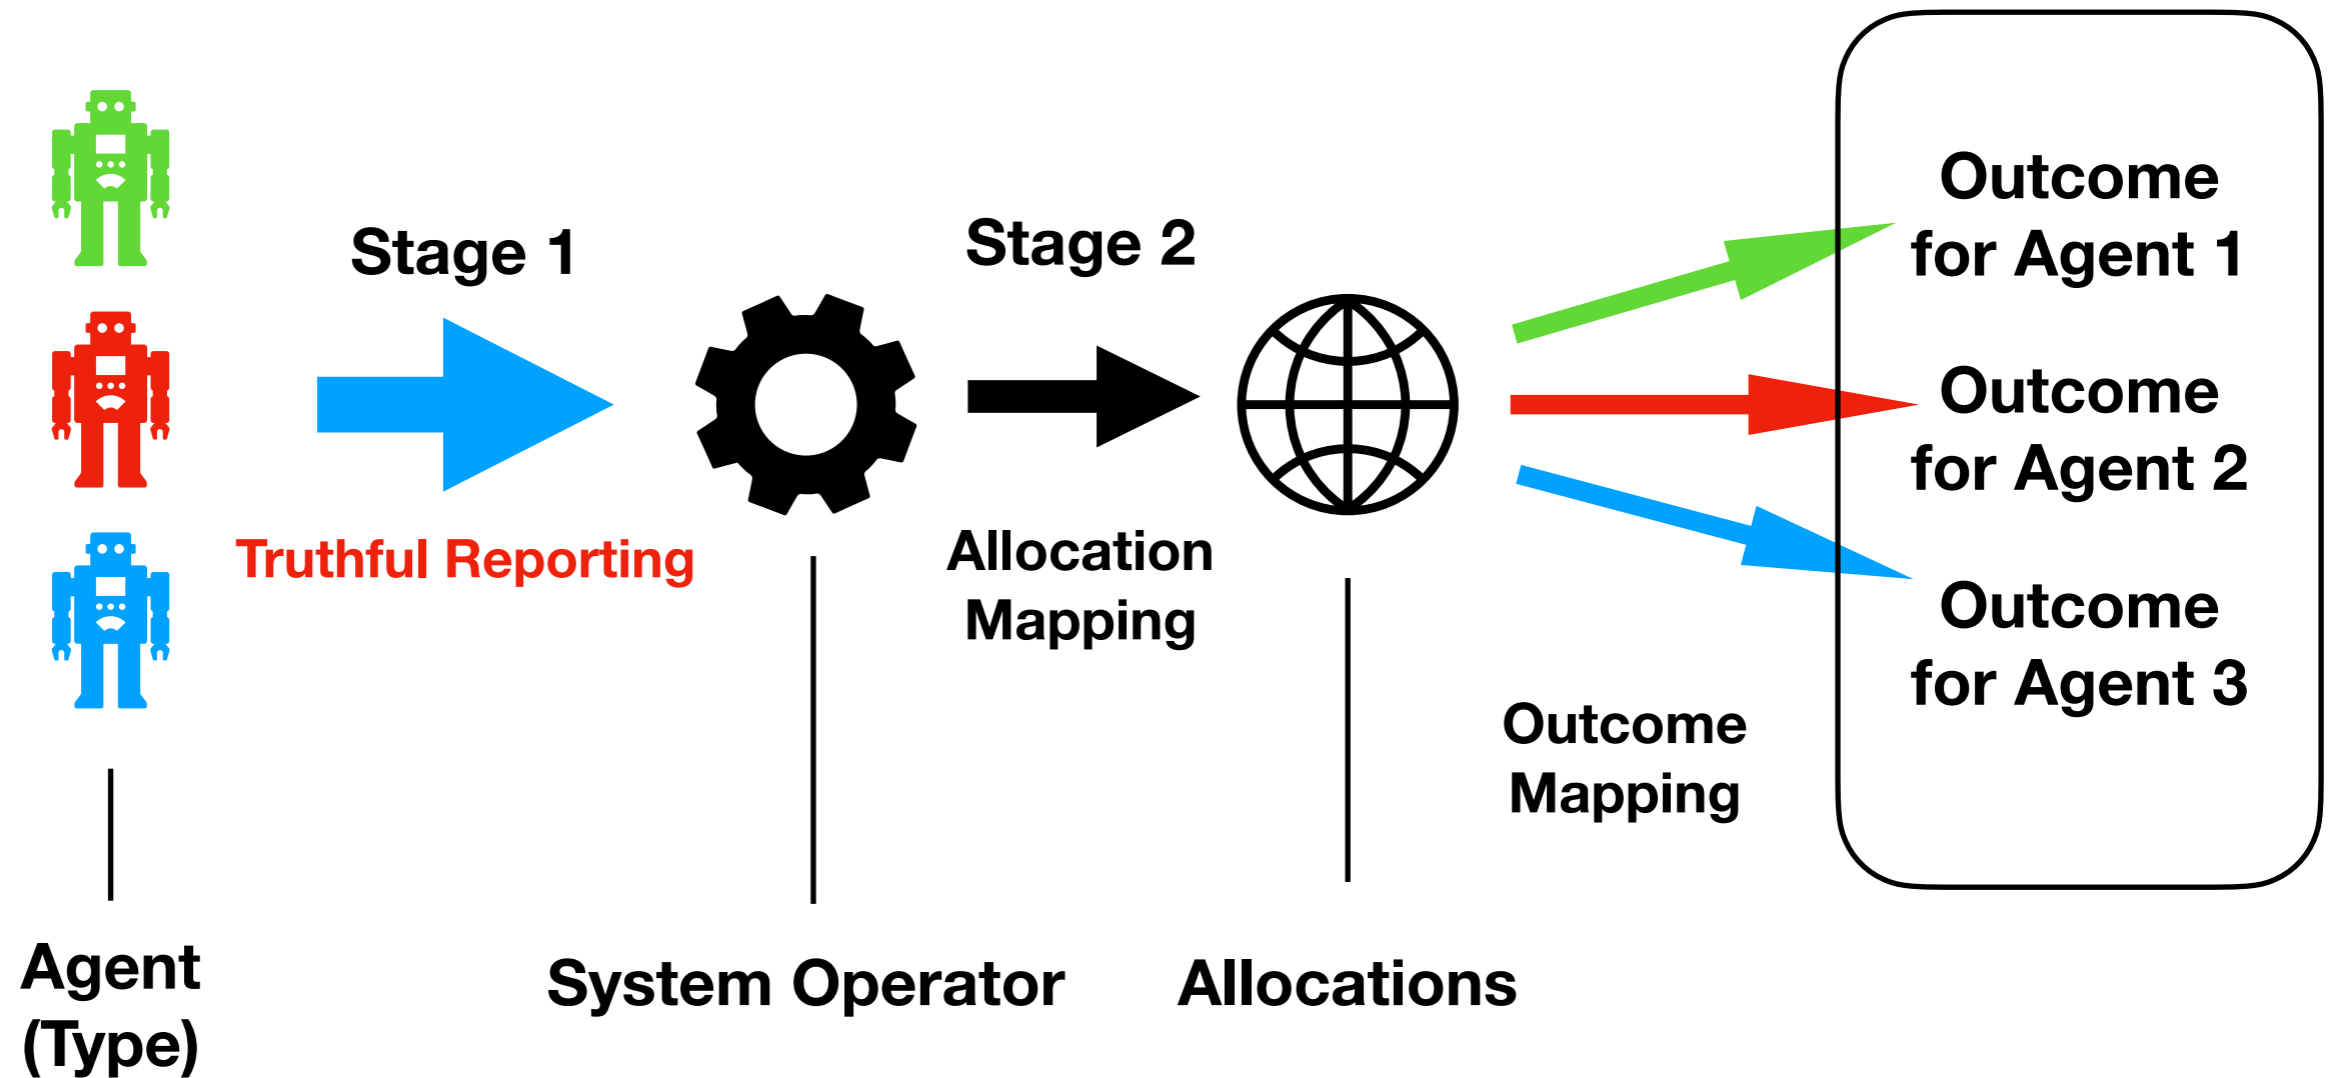 Stage 1
Truthful Reporting
Agent
(Type)
System Operator
Stage 2
Allocation
Mapping
Allocations
Outcome
Mapping
Outcome
for Agent 1
Outcome
for Agent 2
Outcome
for Agent 3